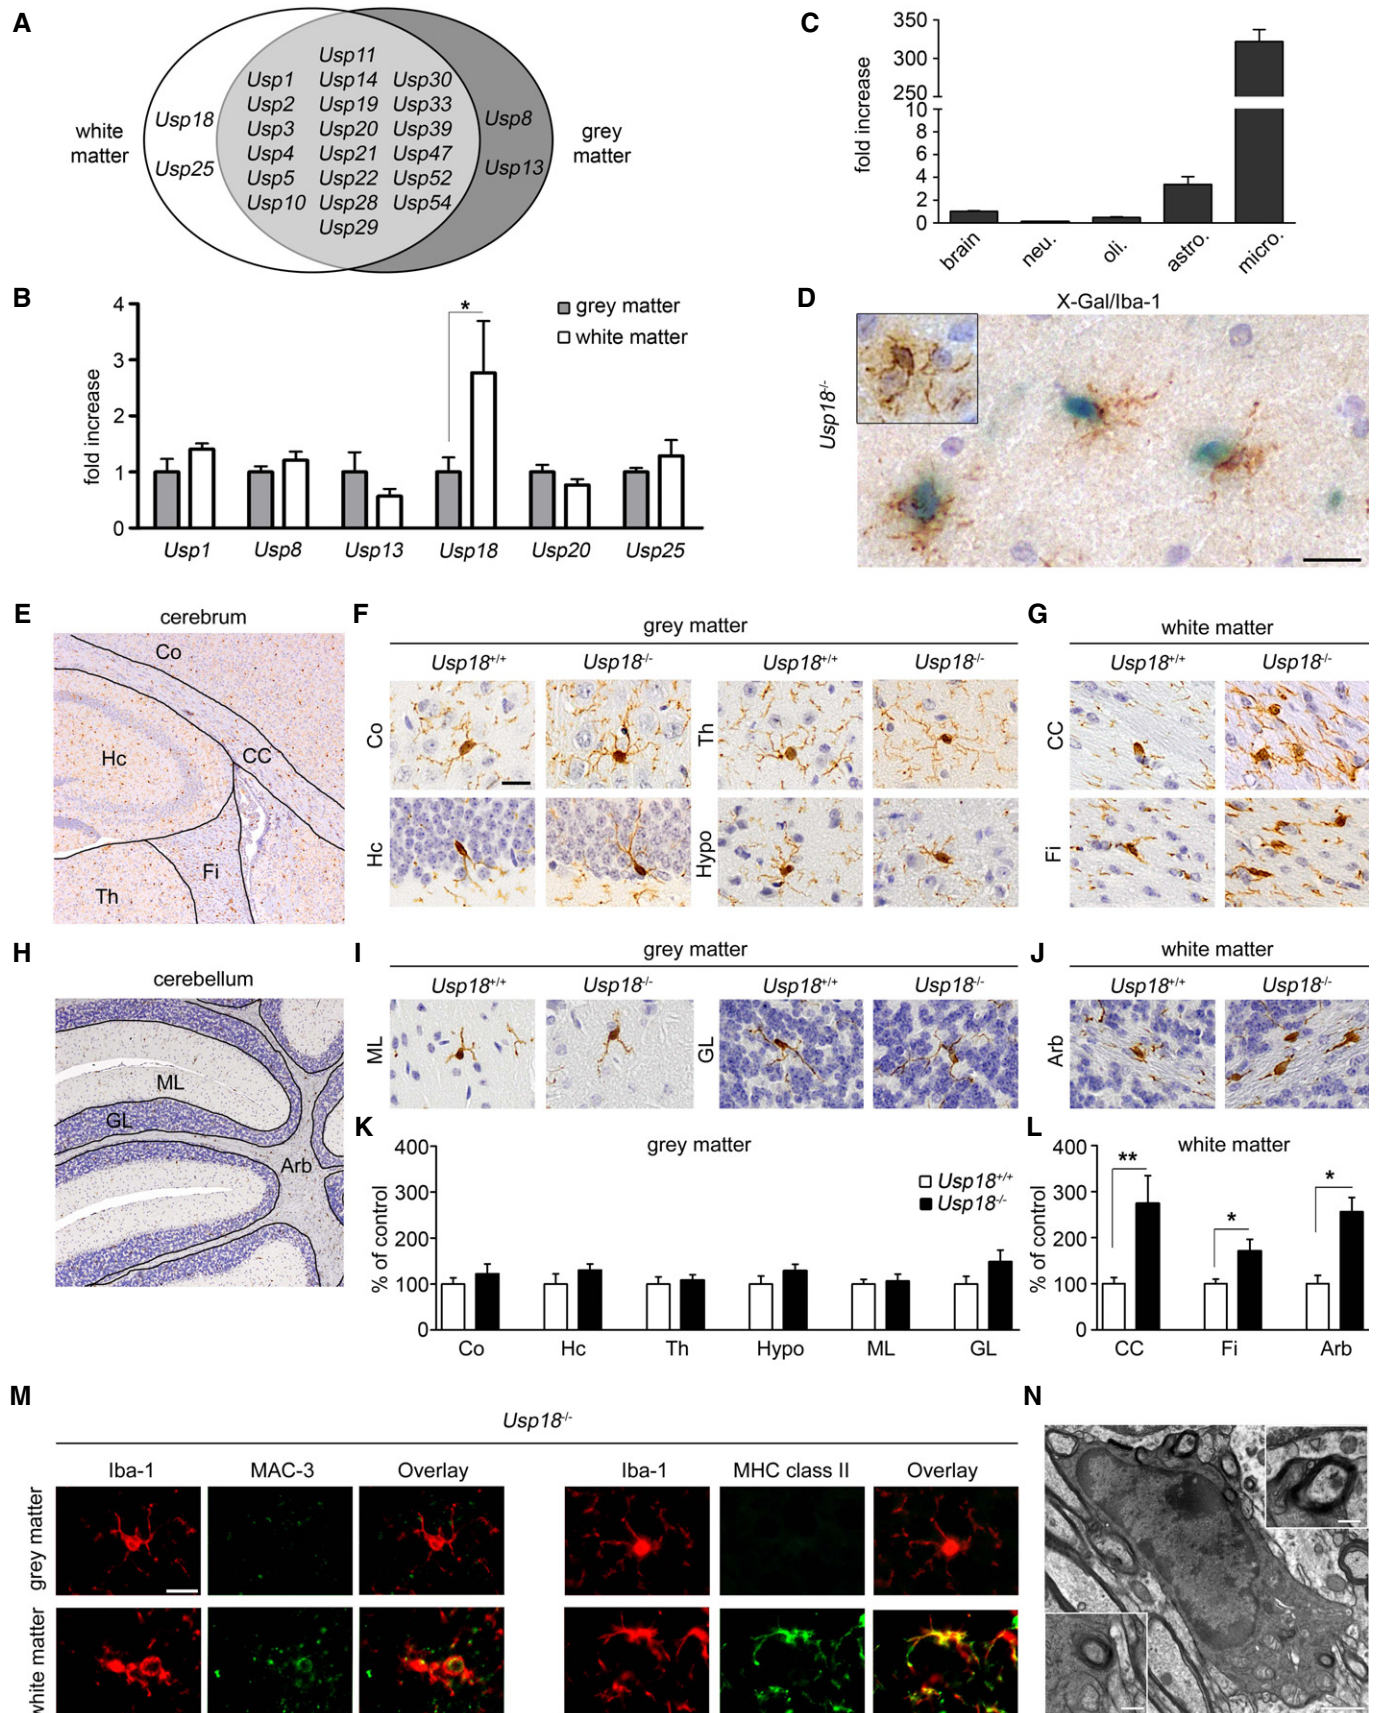 A
white
matter
Usp18
Usp25
Usp11
Usp1 Usp14 Usp30
Usp2 Usp19 Usp33
Usp3 Usp20 Usp39
Usp4 Usp21 Usp47
Usp5 Usp22 Usp52
Usp10 Usp28 Usp54
Usp29
Usp8
Usp13
grey
matter
B
fold increase
4
3
2
1
0
*
grey matter
white matter
Usp1 Usp8 Usp13 Usp18 Usp20 Usp25
C
fold increase
350
300
250
10
8
6
4
2
0
brain neu. oli. astro. micro.
D
X-Gal/Iba-1
Usp18-/-
E
cerebrum
Co
Hc
CC
Fi
Th
F
grey matter
Usp18+/+ Usp18-/- Usp18+/+ Usp18-/-
Co
Th
Hc
Hypo
G
white matter
Usp18+/+ Usp18-/-
CC
Fi
H
cerebellum
ML
GL
Arb
I
grey matter
Usp18+/+ Usp18-/- Usp18+/+ Usp18-/-
ML
GL
J
white matter
Usp18+/+ Usp18-/-
Arb
K
grey matter
% of control
400
300
200
100
0
Usp18+/+
Usp18-/-
Co Hc Th Hypo ML GL
L
white matter
% of control
400
300
200
100
0
**
*
*
CC Fi Arb
M
Usp18-/-
Iba-1 MAC-3 Overlay Iba-1 MHC class II Overlay
grey matter
white matter
N